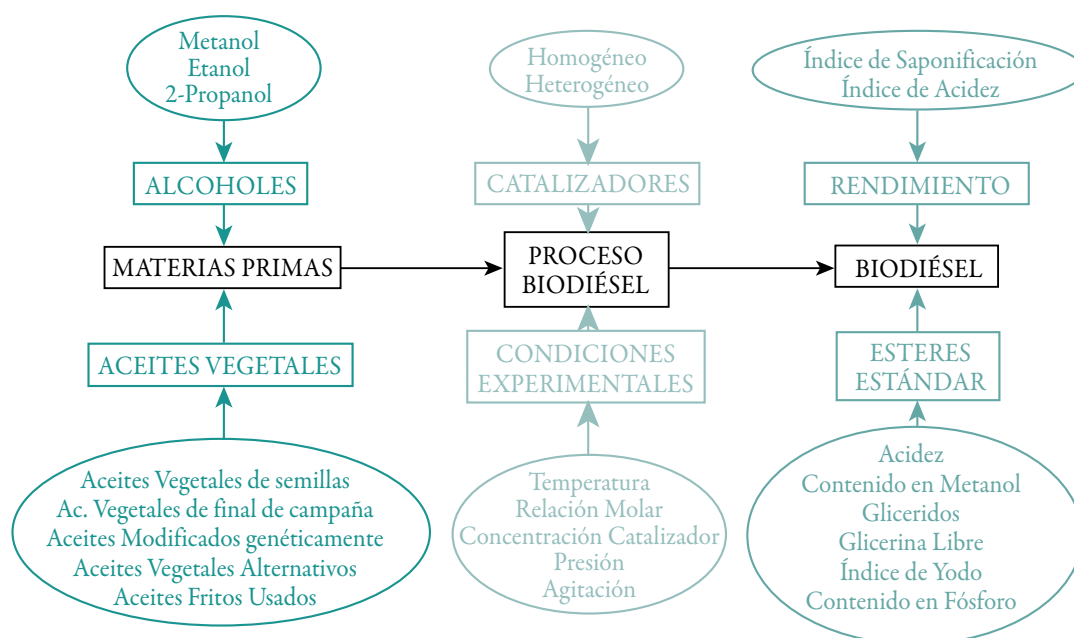 Metanol
Etanol
2-Propanol
Homogéneo
Heterogéneo
Índice de Saponificación
Índice de Acidez
ALCOHOLES
CATALIZADORES
RENDIMIENTO
MATERIAS PRIMAS
PROCESO
BIODIÉSEL
BIODIÉSEL
ACEITES VEGETALES
CONDICIONES
EXPERIMENTALES
ESTERES
ESTÁNDAR
Aceites Vegetales de semillas
Ac. Vegetales de final de campaña
Aceites Modificados genéticamente
Aceites Vegetales Alternativos
Aceites Fritos Usados
Temperatura
Relación Molar
Concentración Catalizador
Presión
Agitación
Acidez
Contenido en Metanol
Gliceridos
Glicerina Libre
Índice de Yodo
Contenido en Fósforo